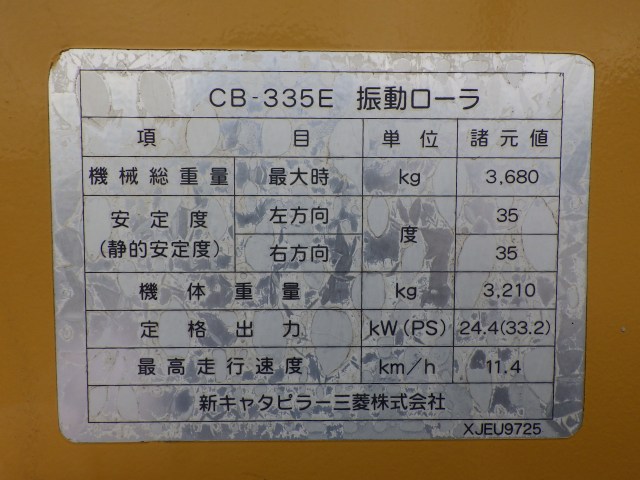 CB-335E 振動ローラ
項 目 単位 諸元値
機械総重量 最大時 kg 3,680
安定度 (静的安定度) 左方向 度 35
右方向 35
機体重量 kg 3,210
定格出力 kW(PS) 24.4(33.2)
最高走行速度 km/h 11.4
新キャタピラー三菱株式会社
XJEU9725